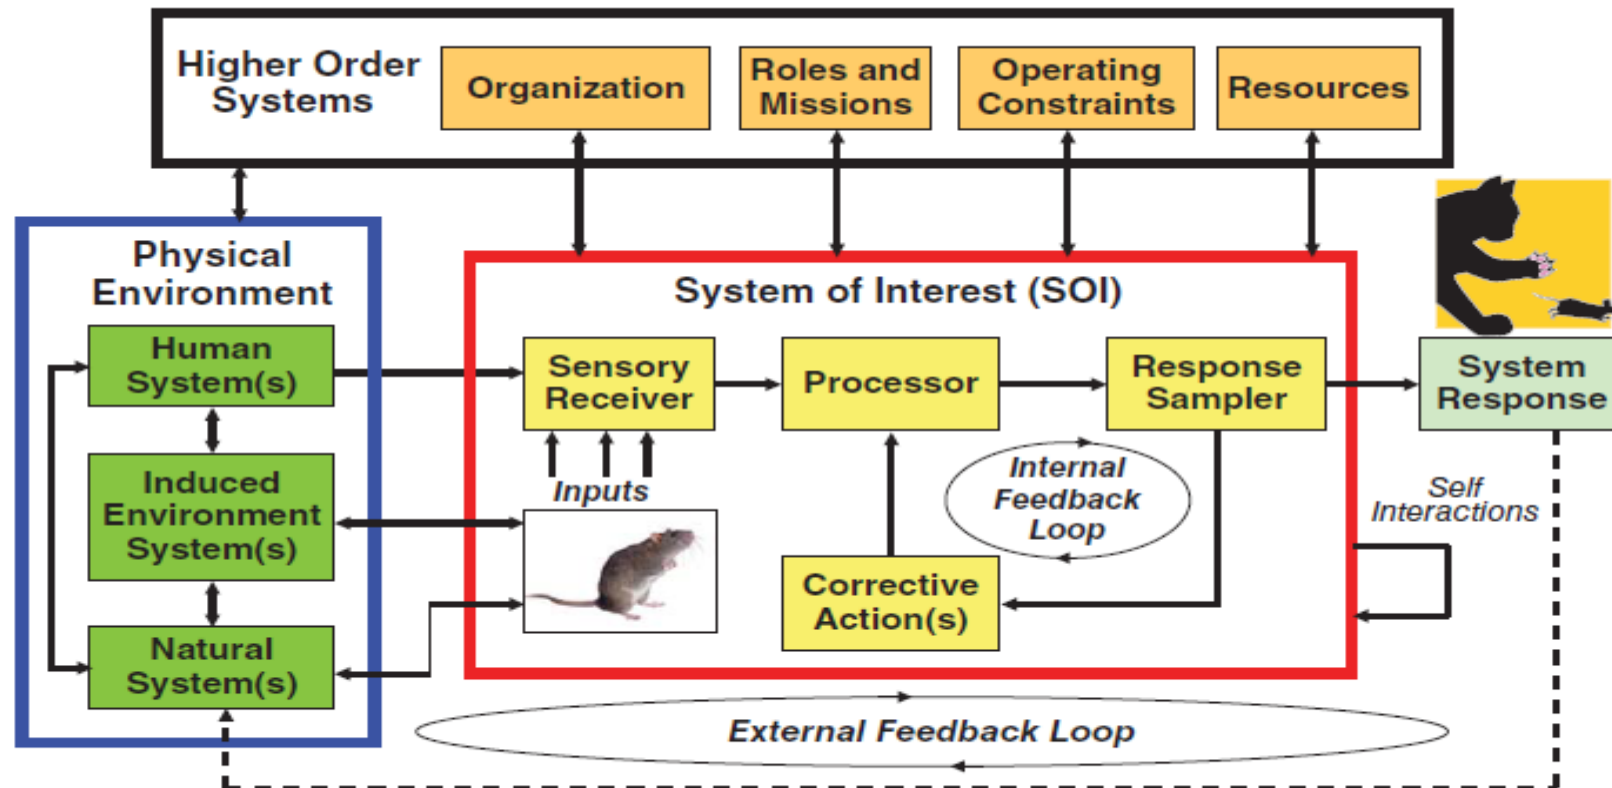 Higher Order
Systems
Organization
Roles and
Missions
Operating
Constraints
Resources
Physical
Environment
Human
System(s)
Induced
Environment
System(s)
Natural
System(s)
System of Interest (SOI)
Sensory
Receiver
Processor
Response
Sampler
System
Response
Inputs
Internal
Feedback
Loop
Self
Interactions
Corrective
Action(s)
External Feedback Loop